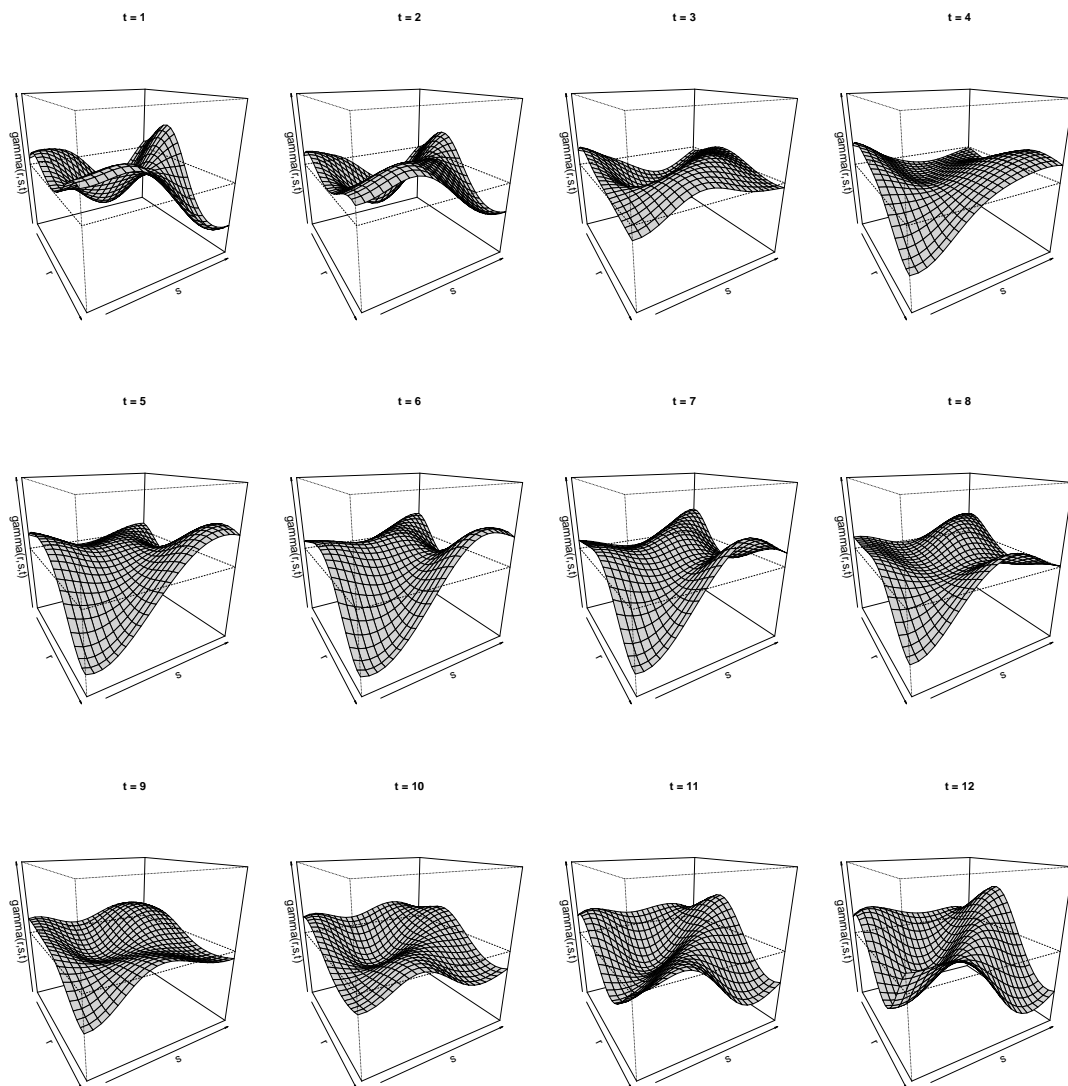 t = 1
t = 2
t = 3
t = 4
gamma(r,s,t)
r
s
gamma(r,s,t)
r
s
gamma(r,s,t)
r
s
gamma(r,s,t)
r
s
t = 5
t = 6
t = 7
t = 8
gamma(r,s,t)
r
s
gamma(r,s,t)
r
s
gamma(r,s,t)
r
s
gamma(r,s,t)
r
s
t = 9
t = 10
t = 11
t = 12
gamma(r,s,t)
r
s
gamma(r,s,t)
r
s
gamma(r,s,t)
r
s
gamma(r,s,t)
r
s